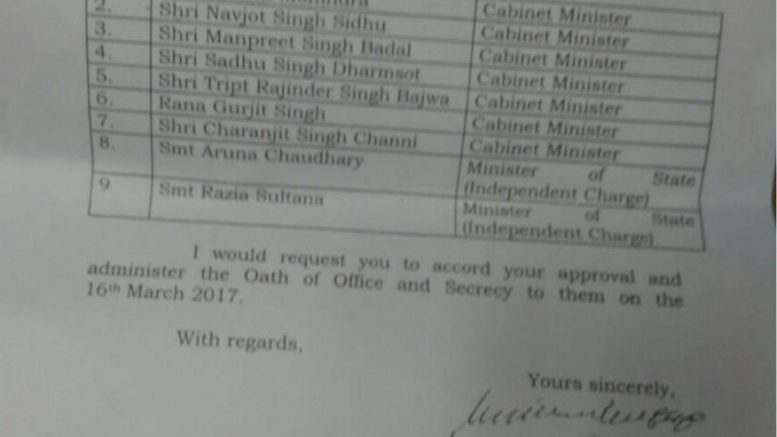 Cabinet Minister
2. Shri Navjot Singh Sidhu Cabinet Minister
3. Shri Manpreet Singh Badal Cabinet Minister
4. Shri Sadhu Singh Dharmsot Cabinet Minister
5. Shri Tript Rajinder Singh Bajwa Cabinet Minister
6. Rana Gurjit Singh Cabinet Minister
7. Shri Charanjit Singh Channi Cabinet Minister
8. Smt Aruna Chaudhary Minister of State
(Independent Charge)
9 Smt Razia Sultana Minister of State
(Independent Charge)
I would request you to accord your approval and
administer the Oath of Office and Secrecy to them on the
16th March 2017.
With regards,
Yours sincerely,